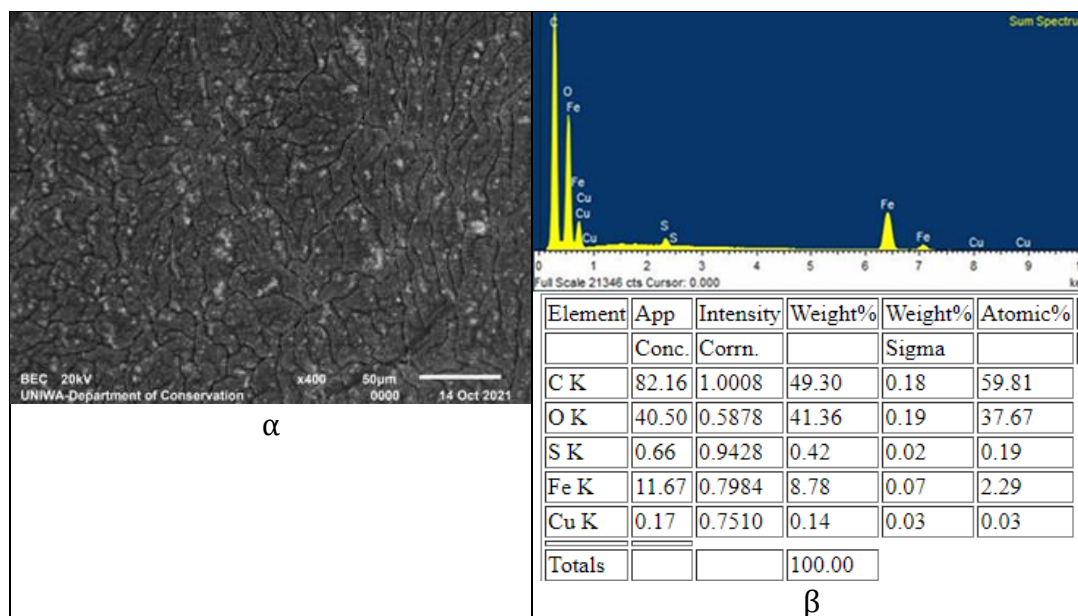 BEC 20kV x400 50μm
UNIWA-Department of Conservation 0000 14 Oct 2021
α
Sum Spectru
C
O
Fe
Fe
Cu
Cu
Cu
S
S
Fe
Fe
Cu
Cu
0 1 2 3 4 5 6 7 8 9
Full Scale 21346 cts Cursor: 0.000
Element App Intensity Weight% Weight% Atomic%
Conc. Corrn. Sigma
C K 82.16 1.0008 49.30 0.18 59.81
O K 40.50 0.5878 41.36 0.19 37.67
S K 0.66 0.9428 0.42 0.02 0.19
Fe K 11.67 0.7984 8.78 0.07 2.29
Cu K 0.17 0.7510 0.14 0.03 0.03
Totals 100.00
β